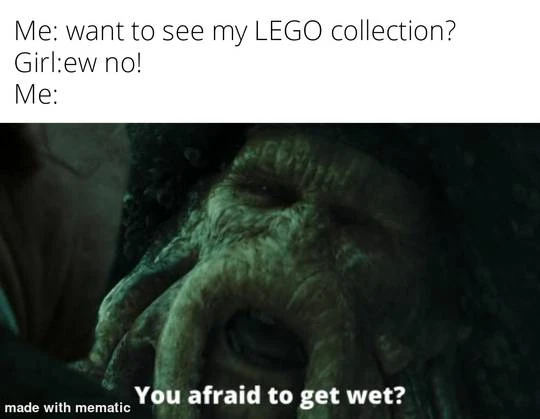 Me: want to see my LEGO collection?
Girl:ew no!
Me:
You afraid to get wet?
made with mematic